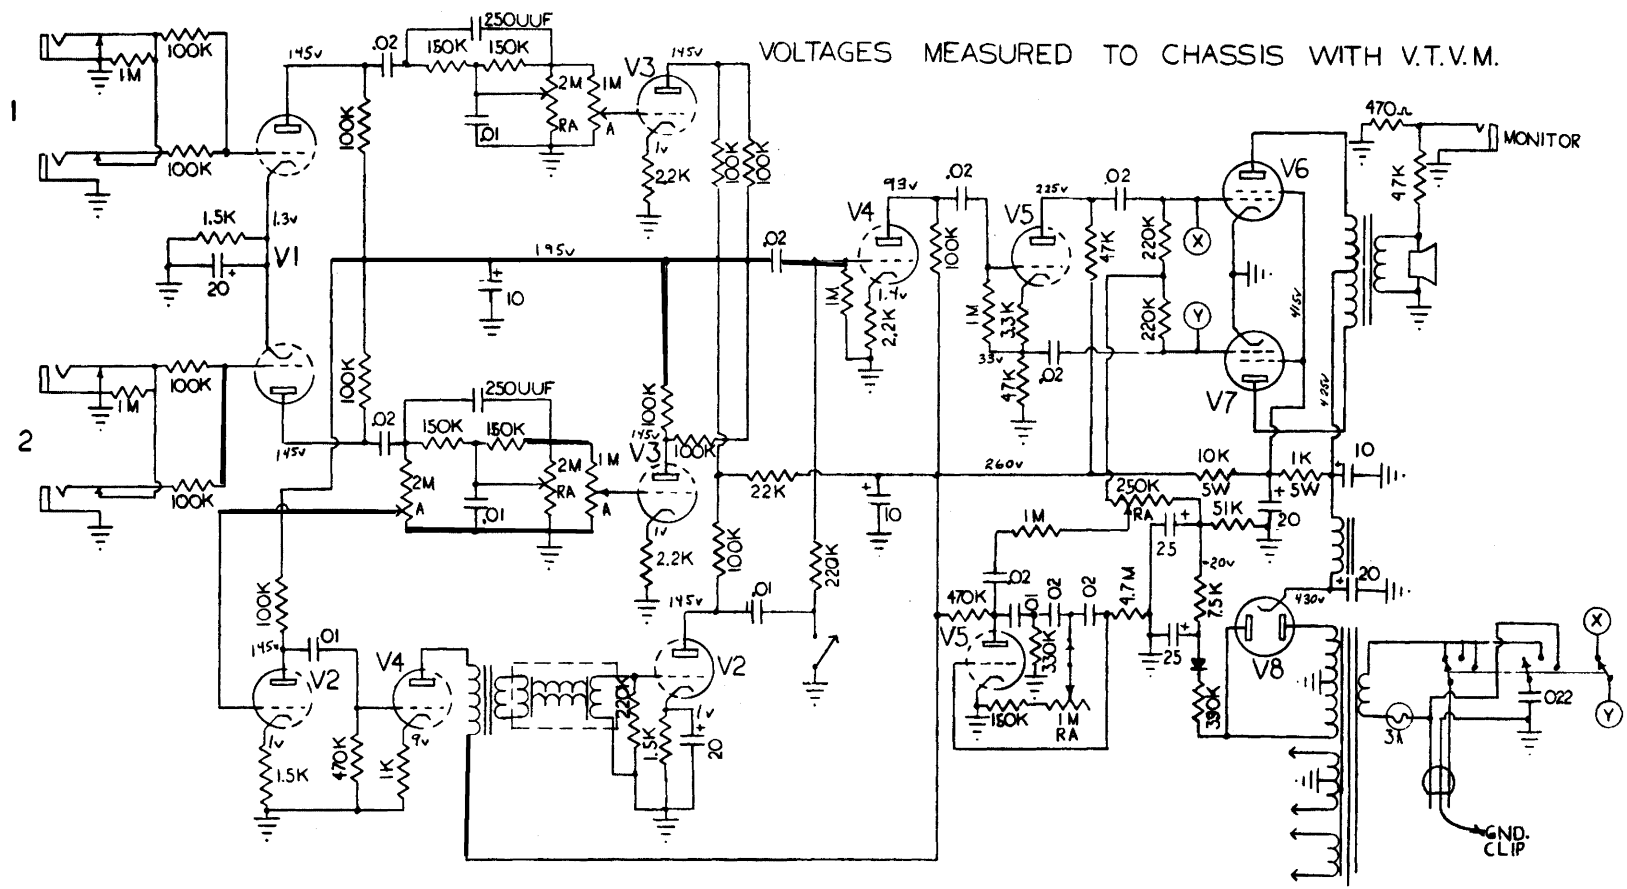 VOLTAGES MEASURED TO CHASSIS WITH V.T.V.M.
1
100K
1M
100K
145v
.02
250UUF
150K
150K
2M
RA
1M
A
.01
100K
V3
145v
1v
2.2K
100K
100K
1.5K
1.3v
V1
20
+
195v
+
10
.02
V4
93v
1M
1.4v
2.2K
100K
.02
V5
225v
1M
3.3K
33v
47K
.02
47K
.02
220K
220K
X
Y
V6
V7
415v
425v
470Ω
MONITOR
47K
2
100K
1M
100K
145v
100K
.02
250UUF
150K
150K
2M
A
2M
RA
1M
A
.01
100K
145v
V3
100K
1v
2.2K
22K
260v
+
10
10K
5W
1K
5W
+
10
250K
RA
51K
+
20
1M
25
+
-20v
7.5K
+
20
430v
100K
145v
.01
V2
1v
1.5K
470K
V4
9v
1K
220K
145v
V2
1v
1.5K
+
20
100K
.01
220K
470K
.02
V5
.01
.02
.02
330K
150K
1M
RA
4.7M
25
+
390K
V8
3A
.022
X
Y
GND.
CLIP